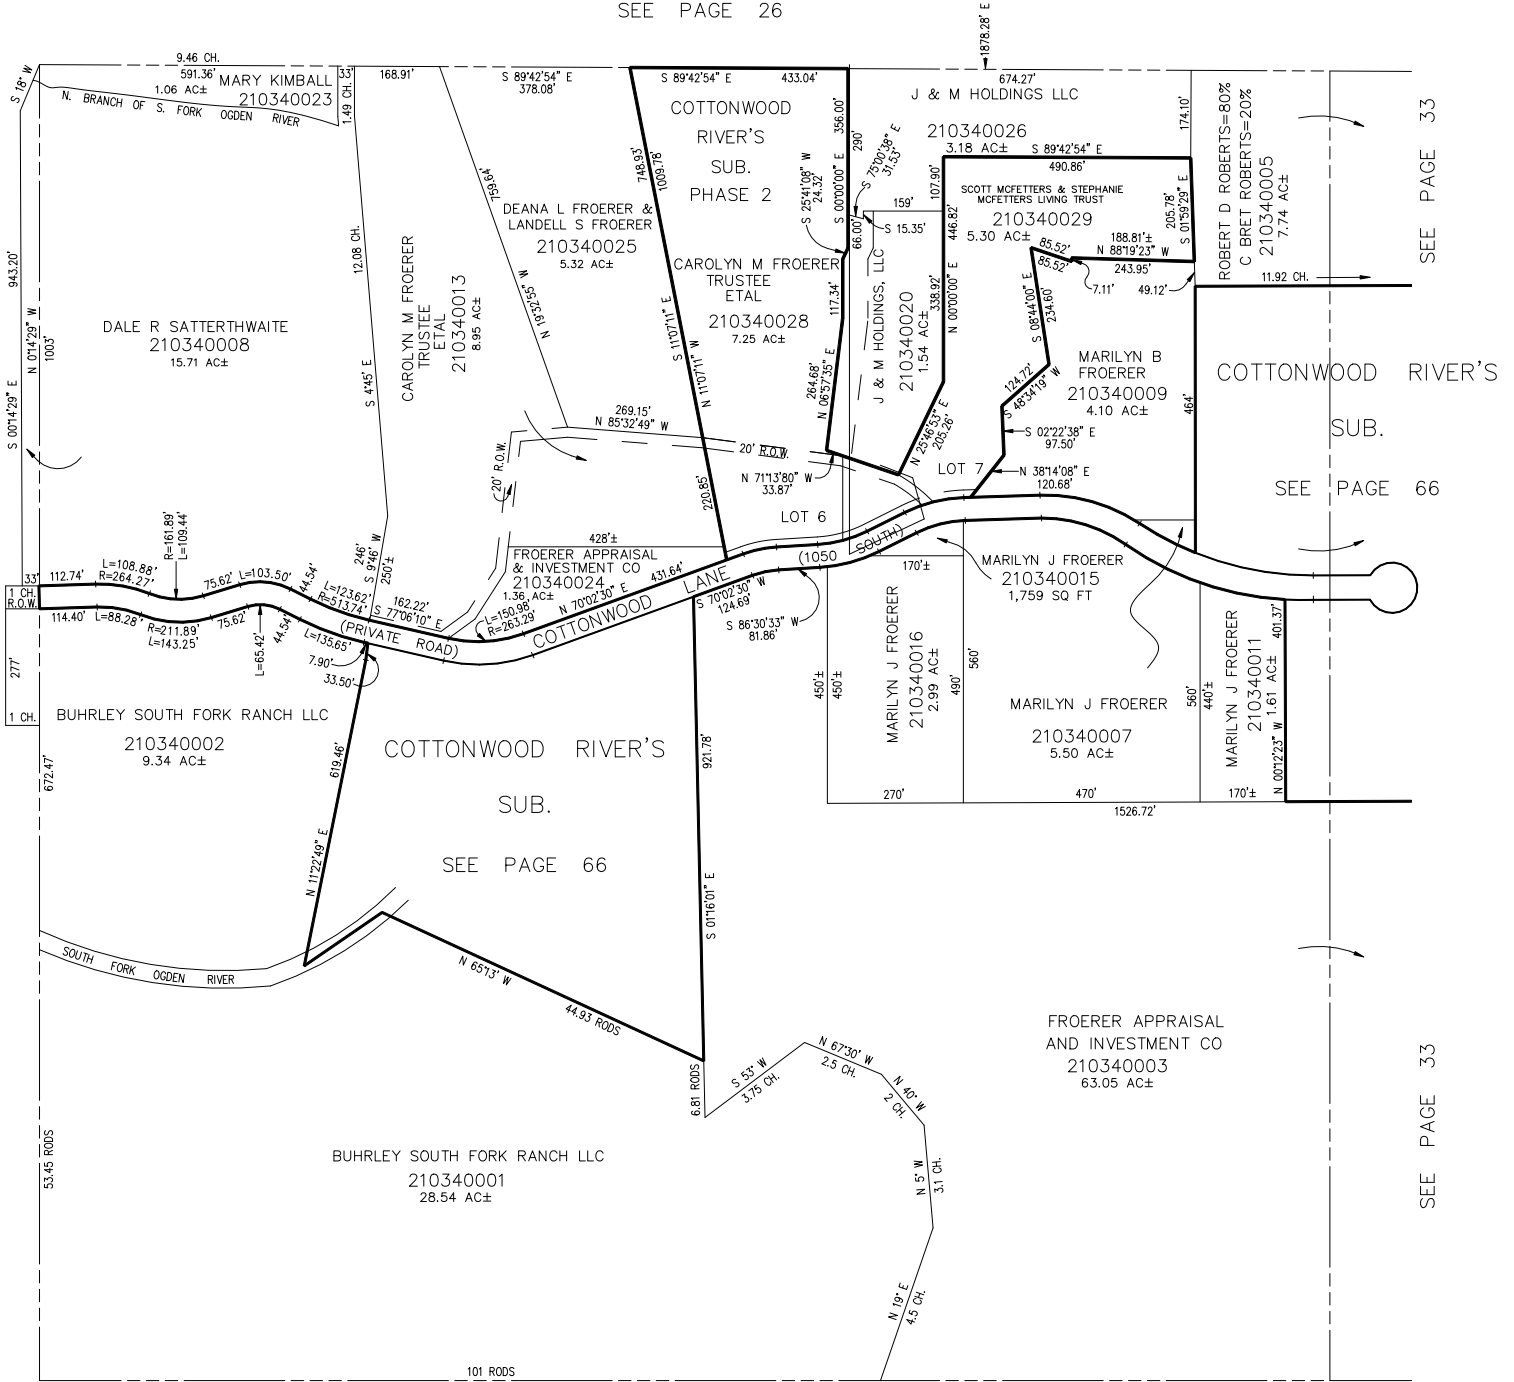 SEE PAGE 26
1878.28' E
9.46 CH.
591.36'
1.06 AC±
MARY KIMBALL
210340023
33'
1.49 CH.
168.91'
S 89°42'54" E
378.08'
S 89°42'54" E
433.04'
674.27'
S 18° W
N. BRANCH OF S. FORK OGDEN RIVER
COTTONWOOD
RIVER'S
SUB.
PHASE 2
356.00'
290'
S 00°00'00" E
S 75°00'38" E
31.53'
S 25°41'08" W
24.32'
J & M HOLDINGS LLC
210340026
3.18 AC±
S 89°42'54" E
490.86'
174.10'
107.90'
159'
S 15.35'
66.00'
446.82'
338.92'
N 00°00'00" E
SCOTT MCFETTERS & STEPHANIE
MCFETTERS LIVING TRUST
210340029
5.30 AC±
205.78'
S 01°59'29" E
188.81'±
N 88°19'23" W
243.95'
85.52'
85.52'
7.11'
49.12'
11.92 CH.
ROBERT D ROBERTS=80%
C BRET ROBERTS=20%
210340005
7.74 AC±
SEE PAGE 33
943.20'
N 0°14'29" W
1003'
S 00°14'29" E
DALE R SATTERTHWAITE
210340008
15.71 AC±
12.08 CH.
S 4°45' E
CAROLYN M FROERER
TRUSTEE
ETAL
210340013
8.95 AC±
759.64'
N 19°32'55" W
DEANA L FROERER &
LANDELL S FROERER
210340025
5.32 AC±
748.93'
1009.78'
S 11°07'11" E
N 11°07'11" W
CAROLYN M FROERER
TRUSTEE
ETAL
210340028
7.25 AC±
117.34'
264.68'
N 06°57'35" E
J & M HOLDINGS, LLC
210340020
1.54 AC±
N 25°46'53" E
205.26'
S 08°44'00" E
234.60'
124.72'
S 48°34'19" W
S 02°22'38" E
97.50'
N 38°14'08" E
120.68'
MARILYN B
FROERER
210340009
4.10 AC±
464'
COTTONWOOD RIVER'S
SUB.
SEE PAGE 66
269.15'
N 85°32'49" W
20' R.O.W.
20' R.O.W.
N 71°13'80" W
33.87'
220.85'
LOT 6
LOT 7
428'±
FROERER APPRAISAL
& INVESTMENT CO
210340024
1.36 AC±
246'
S 9°46' W
250'±
33'
1 CH.
R.O.W.
112.74'
L=108.88'
R=264.27'
R=161.89'
L=109.44'
75.62'
L=103.50'
44.54'
L=123.62'
R=513.74'
162.22'
S 77°06'10" E
L=150.98'
R=263.29'
N 70°02'30" E
431.64'
114.40'
L=88.28'
R=211.89'
L=143.25'
75.62'
L=65.42'
44.54'
L=135.65'
7.90'
33.50'
(PRIVATE ROAD)
COTTONWOOD LANE
(1050 SOUTH)
S 70°02'30" W
124.69'
S 86°30'33" W
81.86'
170'±
MARILYN J FROERER
210340015
1,759 SQ FT
277'
1 CH.
BUHRLEY SOUTH FORK RANCH LLC
210340002
9.34 AC±
672.47'
619.46'
N 11°22'49" E
COTTONWOOD RIVER'S
SUB.
SEE PAGE 66
921.78'
S 01°16'01" E
450'±
450'±
MARILYN J FROERER
210340016
2.99 AC±
490'
560'
MARILYN J FROERER
210340007
5.50 AC±
560'
440'±
MARILYN J FROERER
210340011
1.61 AC±
401.37'
N 00°12'23" W
270'
470'
170'±
1526.72'
SOUTH FORK OGDEN RIVER
N 65°13' W
44.93 RODS
6.81 RODS
S 53° W
3.75 CH.
N 67°30' W
2.5 CH.
N 40° W
2 CH.
N 5° W
3.1 CH.
N 19° E
4.5 CH.
FROERER APPRAISAL
AND INVESTMENT CO
210340003
63.05 AC±
SEE PAGE 33
53.45 RODS
BUHRLEY SOUTH FORK RANCH LLC
210340001
28.54 AC±
101 RODS